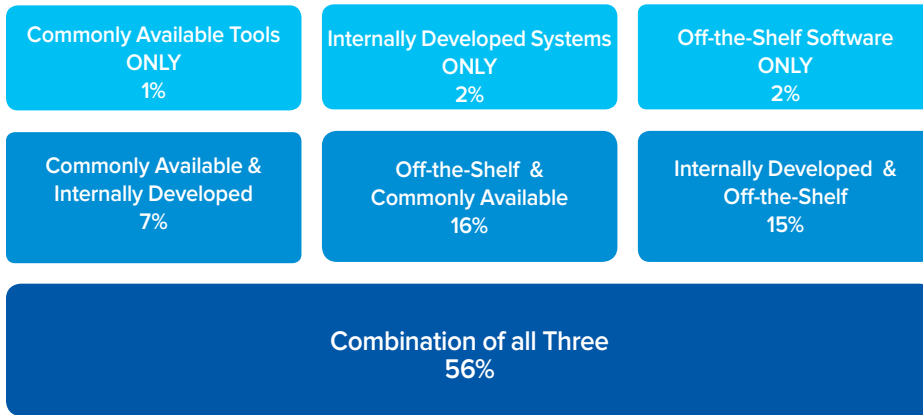 Commonly Available Tools
ONLY
1%
Internally Developed Systems
ONLY
2%
Off-the-Shelf Software
ONLY
2%
Commonly Available &
Internally Developed
7%
Off-the-Shelf &
Commonly Available
16%
Internally Developed &
Off-the-Shelf
15%
Combination of all Three
56%